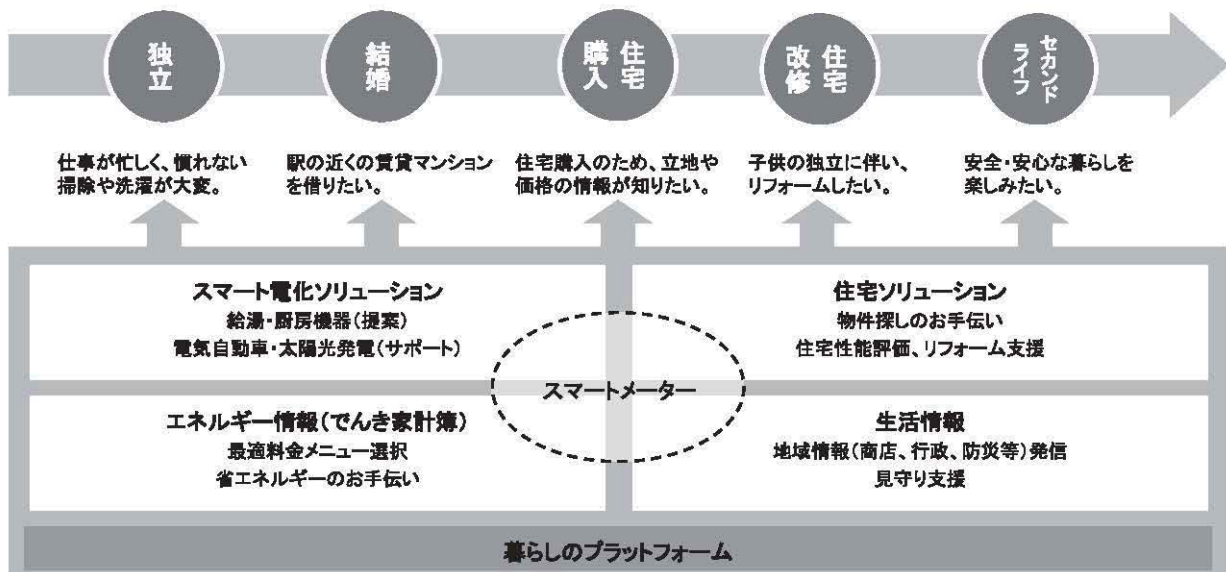 独立
結婚
住宅
購入
住宅
改修
セカンド
ライフ
仕事が忙しく、慣れない
掃除や洗濯が大変。
駅の近くの賃貸マンション
を借りたい。
住宅購入のため、立地や
価格の情報が知りたい。
子供の独立に伴い、
リフォームしたい。
安全・安心な暮らしを
楽しみたい。
スマート電化ソリューション
給湯・厨房機器(提案)
電気自動車・太陽光発電(サポート)
住宅ソリューション
物件探しのお手伝い
住宅性能評価、リフォーム支援
スマートメーター
エネルギー情報(でんき家計簿)
最適料金メニュー選択
省エネルギーのお手伝い
生活情報
地域情報(商店、行政、防災等)発信
見守り支援
暮らしのプラットフォーム